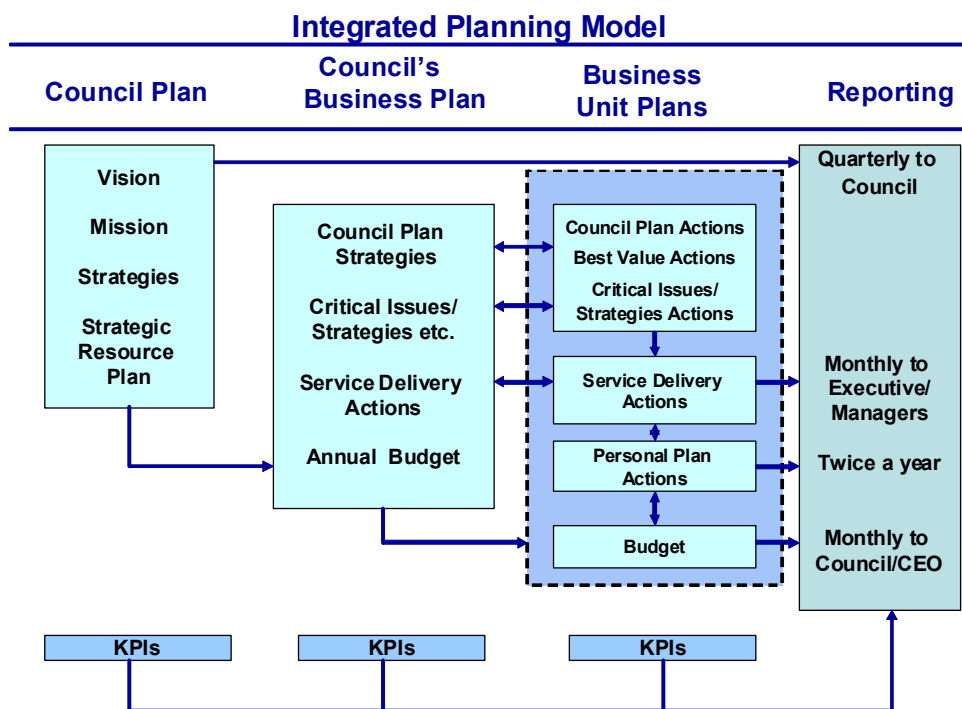 Integrated Planning Model
Council Plan
Council's
Business Plan
Business
Unit Plans
Reporting
Vision
Mission
Strategies
Strategic
Resource
Plan
Council Plan
Strategies
Critical Issues/
Strategies etc.
Service Delivery
Actions
Annual Budget
Council Plan Actions
Best Value Actions
Critical Issues/
Strategies Actions
Service Delivery
Actions
Personal Plan
Actions
Budget
Quarterly to
Council
Monthly to
Executive/
Managers
Twice a year
Monthly to
Council/CEO
KPIs
KPIs
KPIs